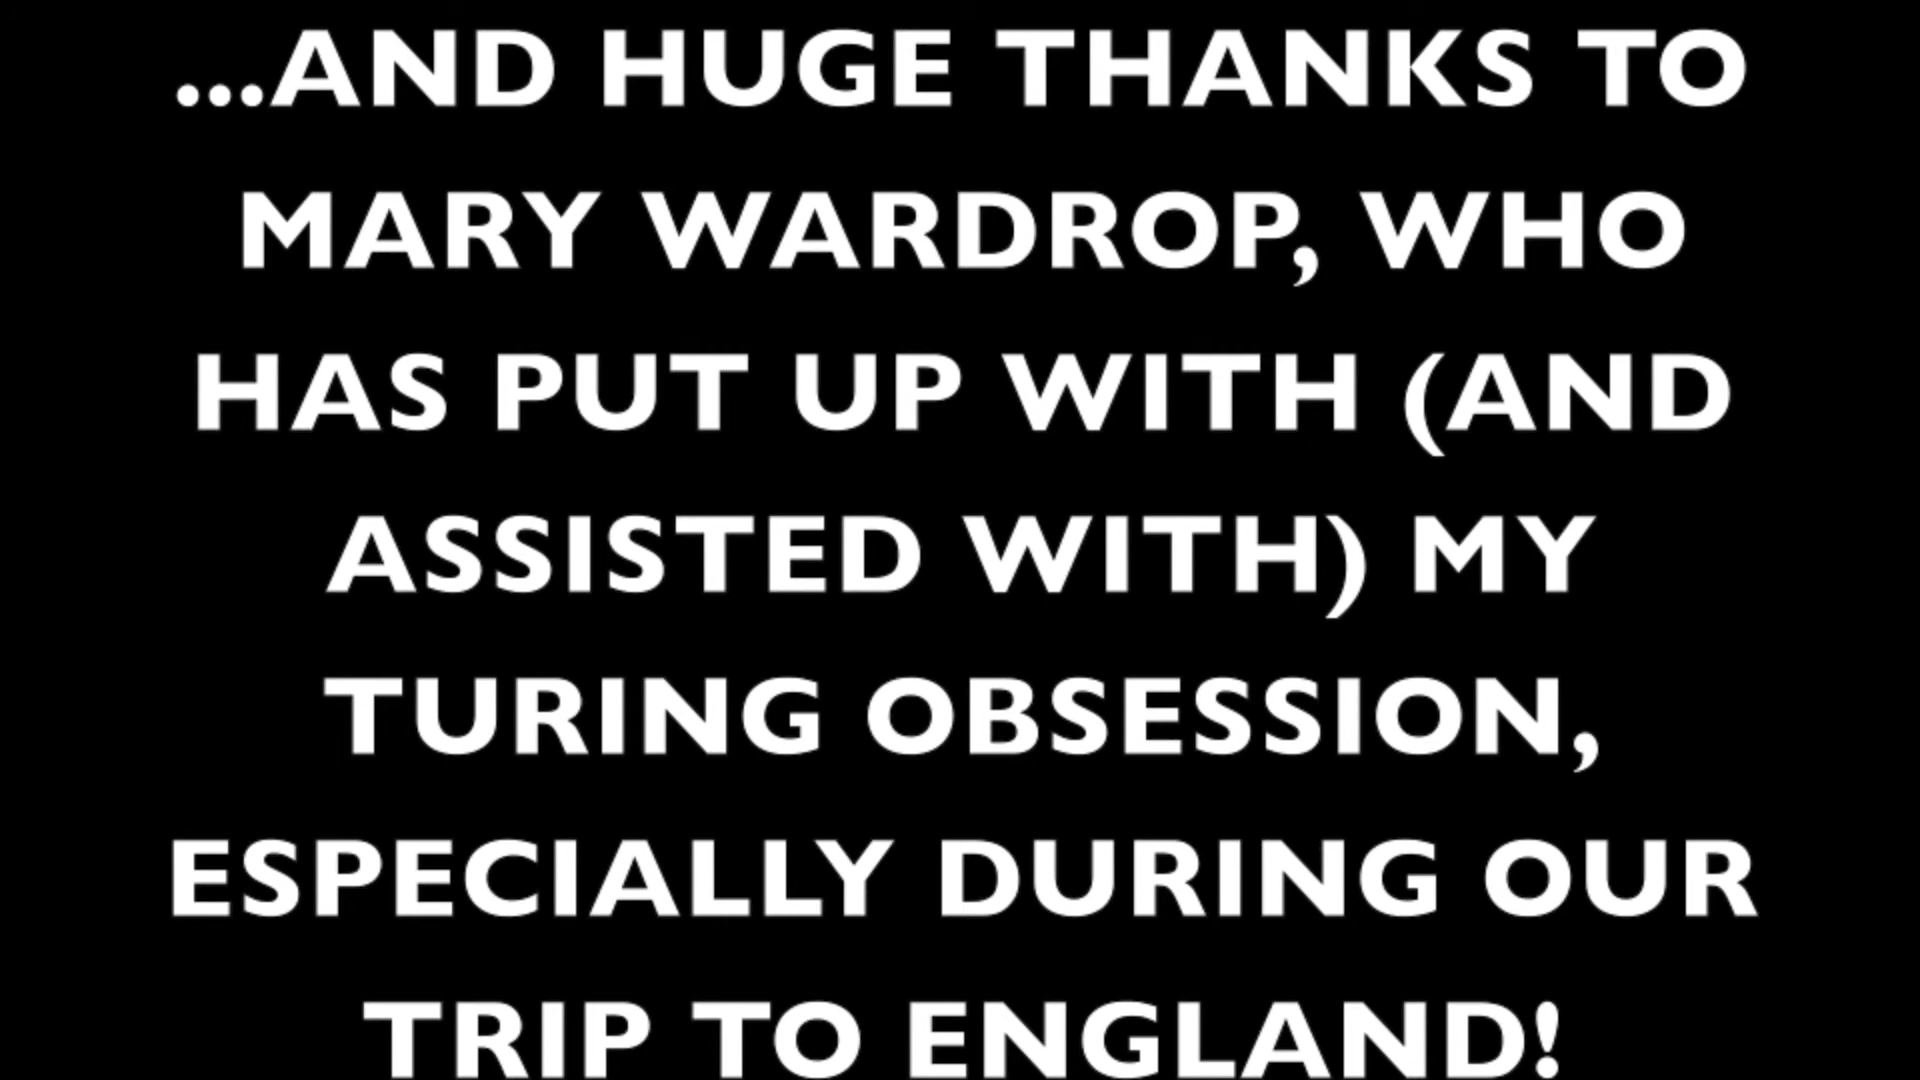 ...AND HUGE THANKS TO
MARY WARDROP, WHO
HAS PUT UP WITH (AND
ASSISTED WITH) MY
TURING OBSESSION,
ESPECIALLY DURING OUR
TRIP TO ENGLAND!